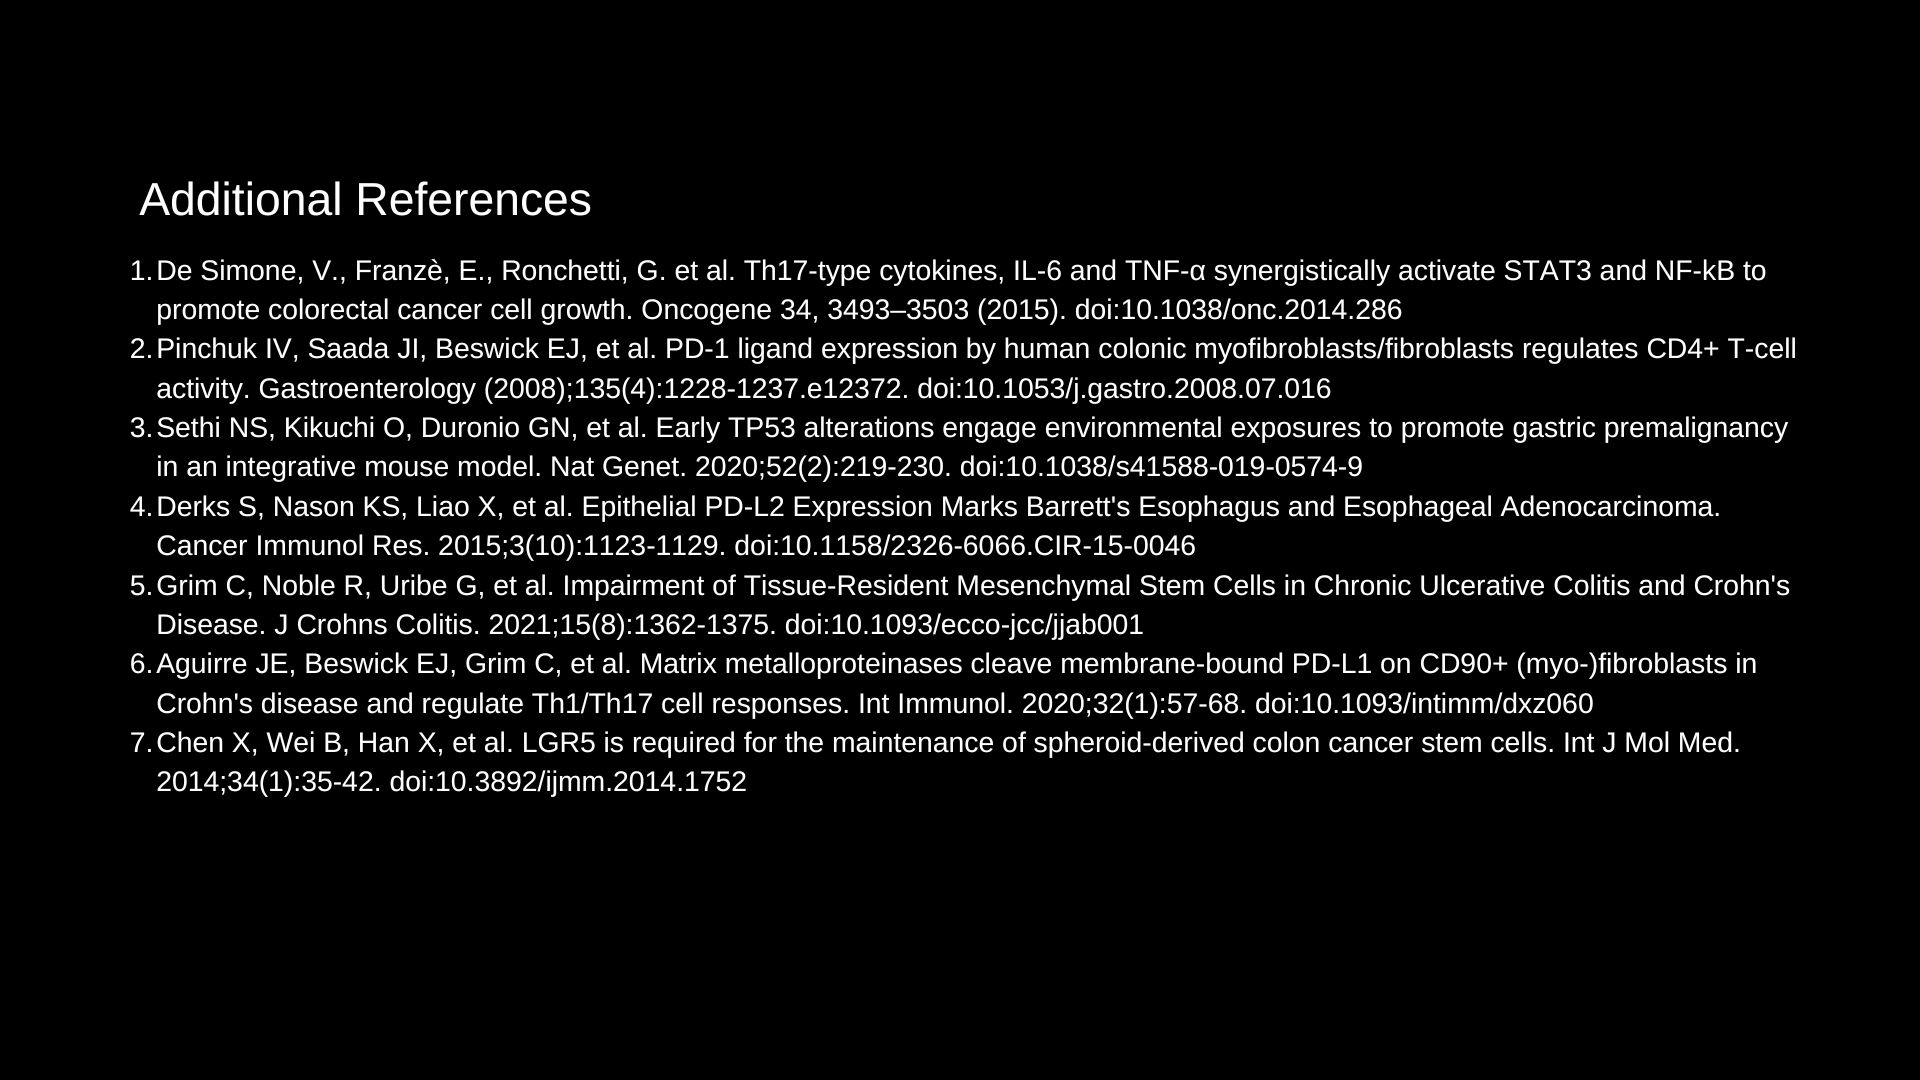 Additional References
1. De Simone, V., Franzè, E., Ronchetti, G. et al. Th17-type cytokines, IL-6 and TNF-α synergistically activate STAT3 and NF-kB to
promote colorectal cancer cell growth. Oncogene 34, 3493–3503 (2015). doi:10.1038/onc.2014.286
2. Pinchuk IV, Saada JI, Beswick EJ, et al. PD-1 ligand expression by human colonic myofibroblasts/fibroblasts regulates CD4+ T-cell
activity. Gastroenterology (2008);135(4):1228-1237.e12372. doi:10.1053/j.gastro.2008.07.016
3. Sethi NS, Kikuchi O, Duronio GN, et al. Early TP53 alterations engage environmental exposures to promote gastric premalignancy
in an integrative mouse model. Nat Genet. 2020;52(2):219-230. doi:10.1038/s41588-019-0574-9
4. Derks S, Nason KS, Liao X, et al. Epithelial PD-L2 Expression Marks Barrett's Esophagus and Esophageal Adenocarcinoma.
Cancer Immunol Res. 2015;3(10):1123-1129. doi:10.1158/2326-6066.CIR-15-0046
5. Grim C, Noble R, Uribe G, et al. Impairment of Tissue-Resident Mesenchymal Stem Cells in Chronic Ulcerative Colitis and Crohn's
Disease. J Crohns Colitis. 2021;15(8):1362-1375. doi:10.1093/ecco-jcc/jjab001
6. Aguirre JE, Beswick EJ, Grim C, et al. Matrix metalloproteinases cleave membrane-bound PD-L1 on CD90+ (myo-)fibroblasts in
Crohn's disease and regulate Th1/Th17 cell responses. Int Immunol. 2020;32(1):57-68. doi:10.1093/intimm/dxz060
7. Chen X, Wei B, Han X, et al. LGR5 is required for the maintenance of spheroid-derived colon cancer stem cells. Int J Mol Med.
2014;34(1):35-42. doi:10.3892/ijmm.2014.1752